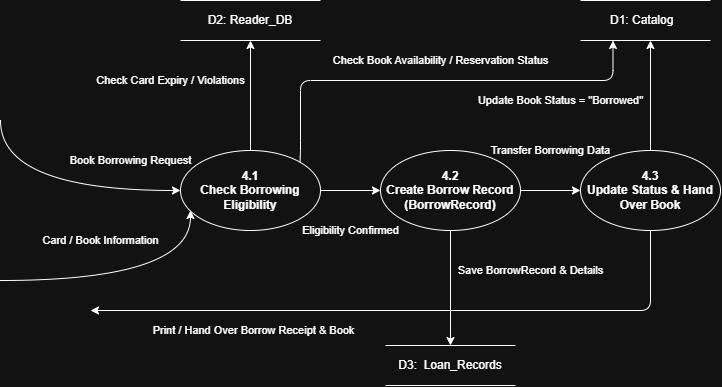 D2: Reader_DB
D1: Catalog
Check Book Availability / Reservation Status
Check Card Expiry / Violations
Update Book Status = "Borrowed"
Book Borrowing Request
Transfer Borrowing Data
4.1
Check Borrowing
Eligibility
4.2
Create Borrow Record
(BorrowRecord)
4.3
Update Status & Hand
Over Book
Card / Book Information
Eligibility Confirmed
Save BorrowRecord & Details
Print / Hand Over Borrow Receipt & Book
D3: Loan_Records